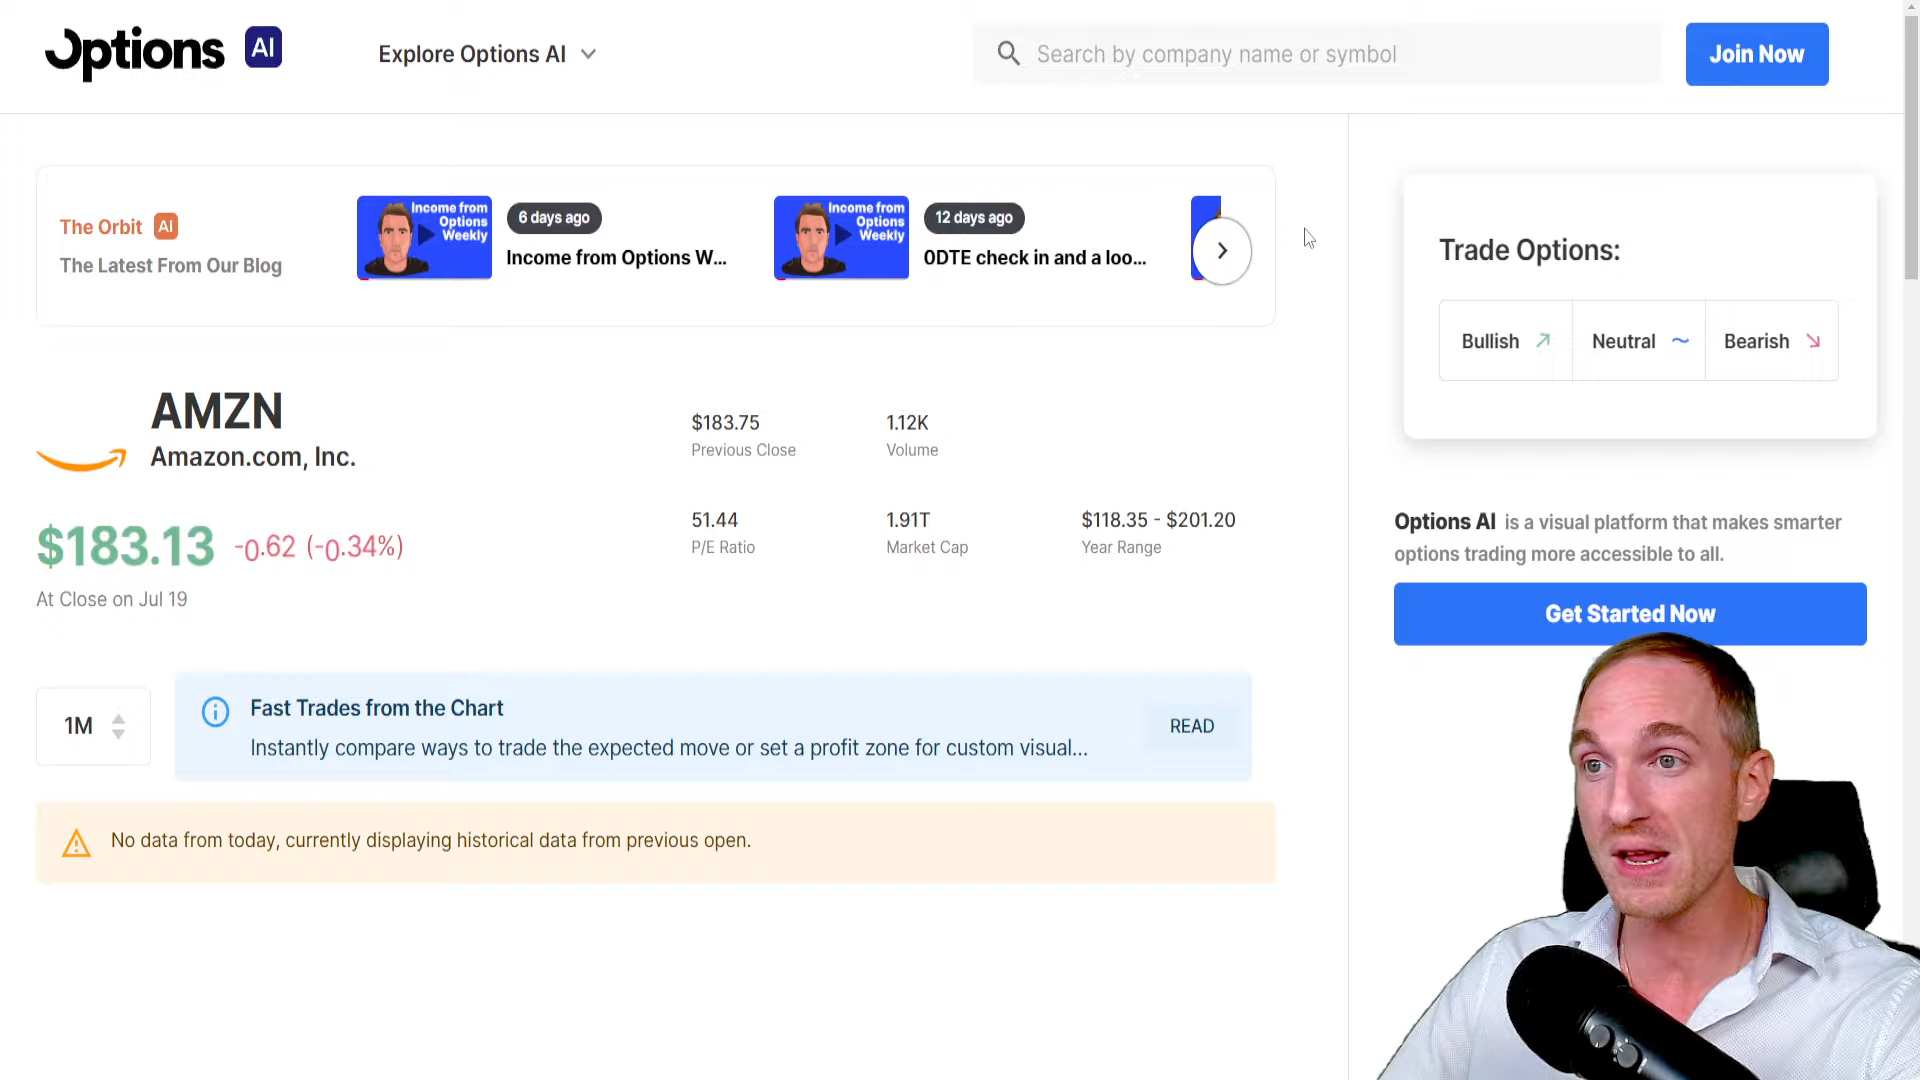 Options AI
Explore Options AI
Search by company name or symbol
Join Now
The Orbit AI
The Latest From Our Blog
Income from
Options
Weekly
6 days ago
Income from Options W...
Income from
Options
Weekly
12 days ago
0DTE check in and a loo...
Trade Options:
Bullish
Neutral
Bearish
AMZN
Amazon.com, Inc.
$183.13 -0.62 (-0.34%)
At Close on Jul 19
$183.75
Previous Close
1.12K
Volume
51.44
P/E Ratio
1.91T
Market Cap
$118.35 - $201.20
Year Range
Options AI is a visual platform that makes smarter
options trading more accessible to all.
Get Started Now
1M
Fast Trades from the Chart
Instantly compare ways to trade the expected move or set a profit zone for custom visual...
READ
No data from today, currently displaying historical data from previous open.